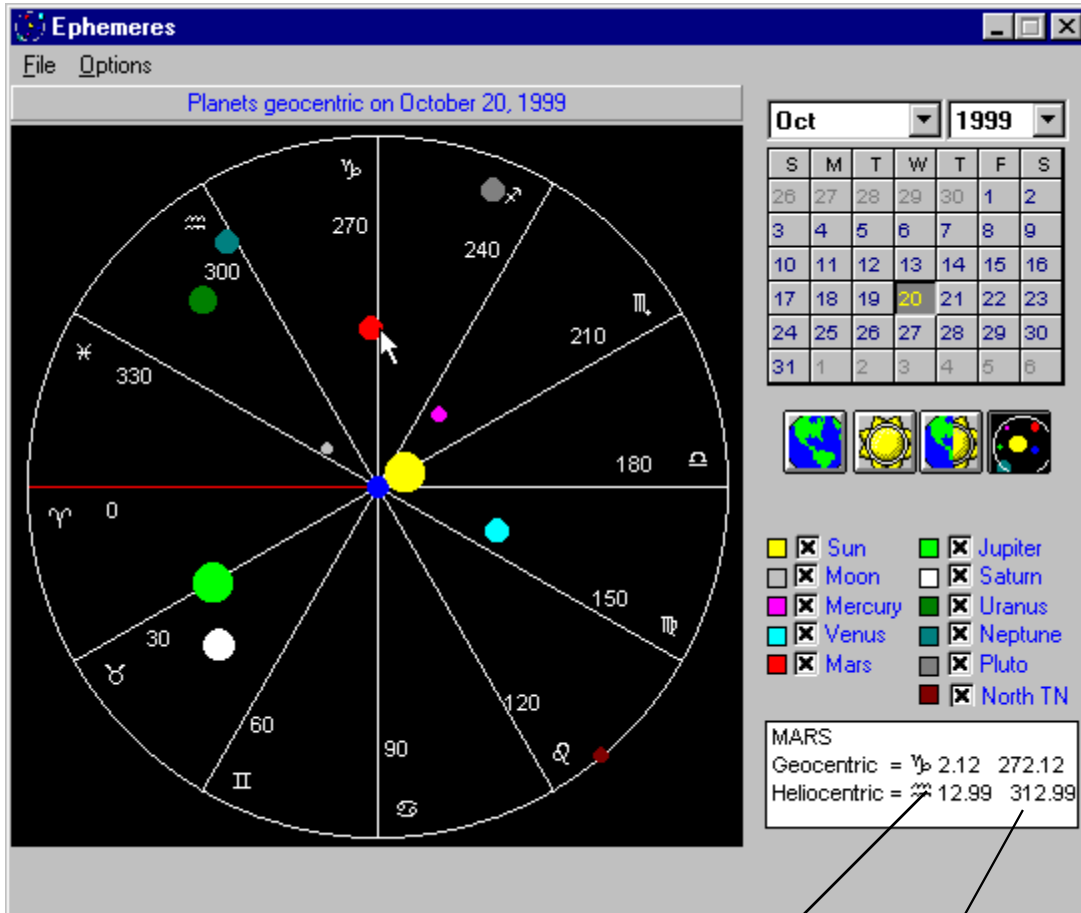 Ephemeres
File Options
Planets geocentric on October 20, 1999
♑
♐
270
240
♒
300
♏
210
♓
330
180 ♎
♈ 0
150
♍
30
♉
120
60
90
♌
♊
♋
Oct 1999
S M T W T F S
26 27 28 29 30 1 2
3 4 5 6 7 8 9
10 11 12 13 14 15 16
17 18 19 20 21 22 23
24 25 26 27 28 29 30
31 1 2 3 4 5 6
Sun Jupiter
Moon Saturn
Mercury Uranus
Venus Neptune
Mars Pluto
North TN
MARS
Geocentric = ♑ 2.12 272.12
Heliocentric = ♒ 12.99 312.99